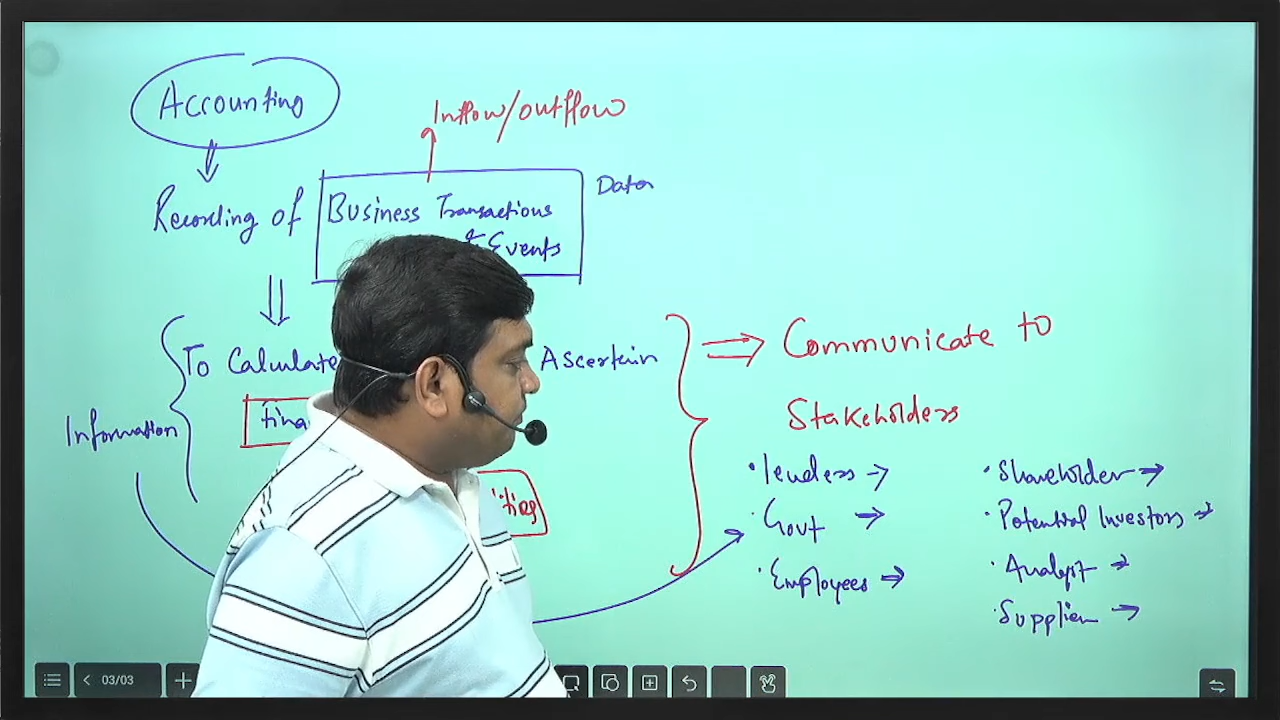 Accounting
Inflow/outflow
Recording of Business Transactions
Data
& Events
To Calculate
Ascertain
Information
Communicate to
Stakeholders
• lenders →
• Govt →
• Employees →
• Shareholder →
• Potential Investors →
• Analyst →
• Supplier →
03/03